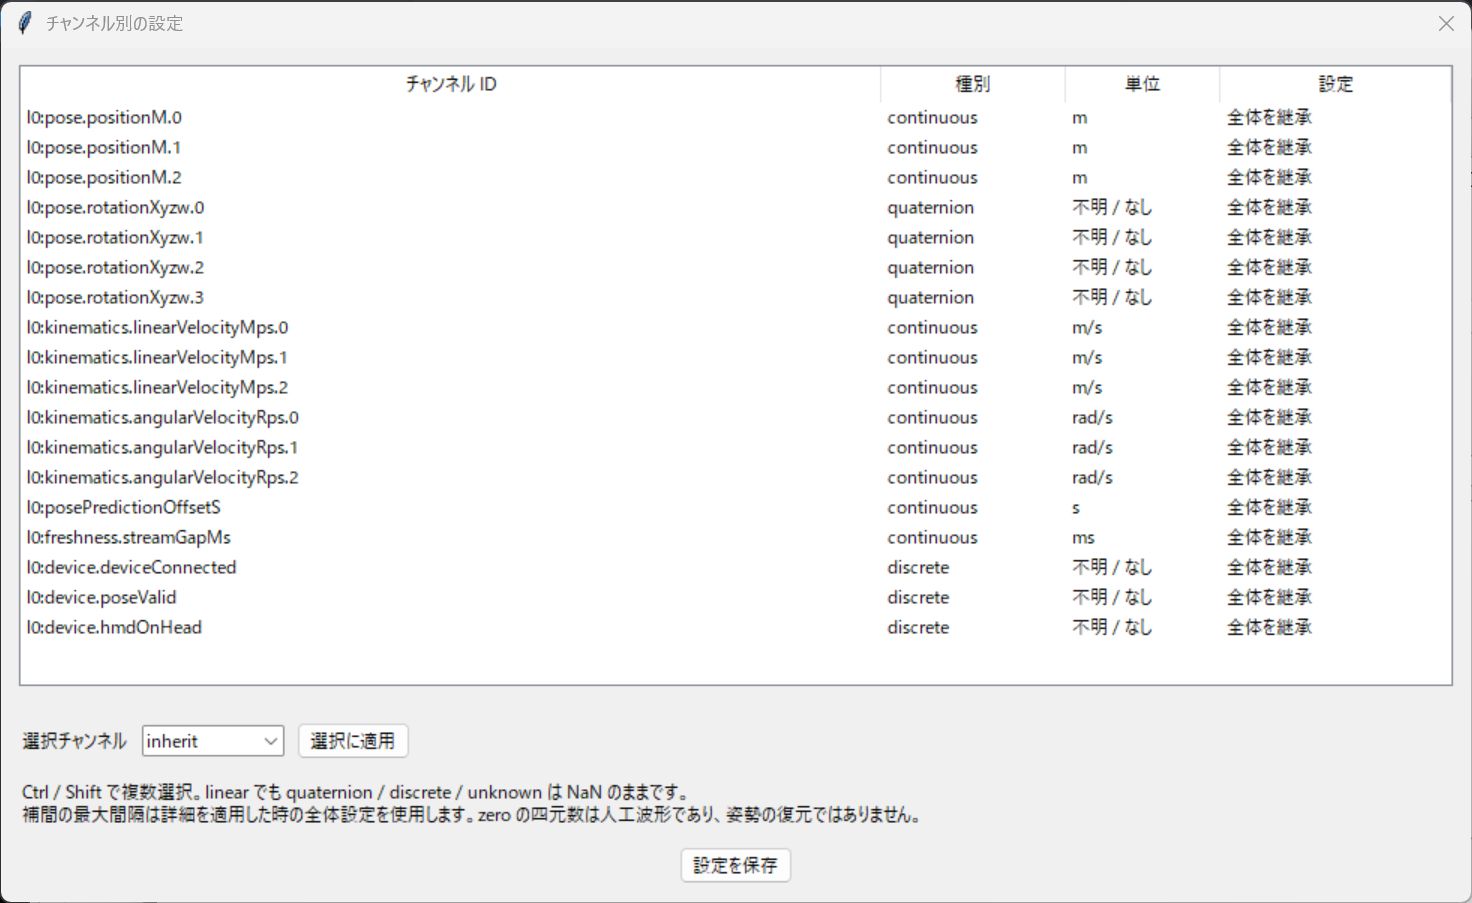 チャンネル別の設定
チャンネル ID 種別 単位 設定
l0:pose.positionM.0 continuous m 全体を継承
l0:pose.positionM.1 continuous m 全体を継承
l0:pose.positionM.2 continuous m 全体を継承
l0:pose.rotationXyzw.0 quaternion 不明 / なし 全体を継承
l0:pose.rotationXyzw.1 quaternion 不明 / なし 全体を継承
l0:pose.rotationXyzw.2 quaternion 不明 / なし 全体を継承
l0:pose.rotationXyzw.3 quaternion 不明 / なし 全体を継承
l0:kinematics.linearVelocityMps.0 continuous m/s 全体を継承
l0:kinematics.linearVelocityMps.1 continuous m/s 全体を継承
l0:kinematics.linearVelocityMps.2 continuous m/s 全体を継承
l0:kinematics.angularVelocityRps.0 continuous rad/s 全体を継承
l0:kinematics.angularVelocityRps.1 continuous rad/s 全体を継承
l0:kinematics.angularVelocityRps.2 continuous rad/s 全体を継承
l0:posePredictionOffsetS continuous s 全体を継承
l0:freshness.streamGapMs continuous ms 全体を継承
l0:device.deviceConnected discrete 不明 / なし 全体を継承
l0:device.poseValid discrete 不明 / なし 全体を継承
l0:device.hmdOnHead discrete 不明 / なし 全体を継承
選択チャンネル inherit 選択に適用
Ctrl / Shift で複数選択。linear でも quaternion / discrete / unknown は NaN のままです。
補間の最大間隔は詳細を適用した時の全体設定を使用します。zero の四元数は人工波形であり、姿勢の復元ではありません。
設定を保存